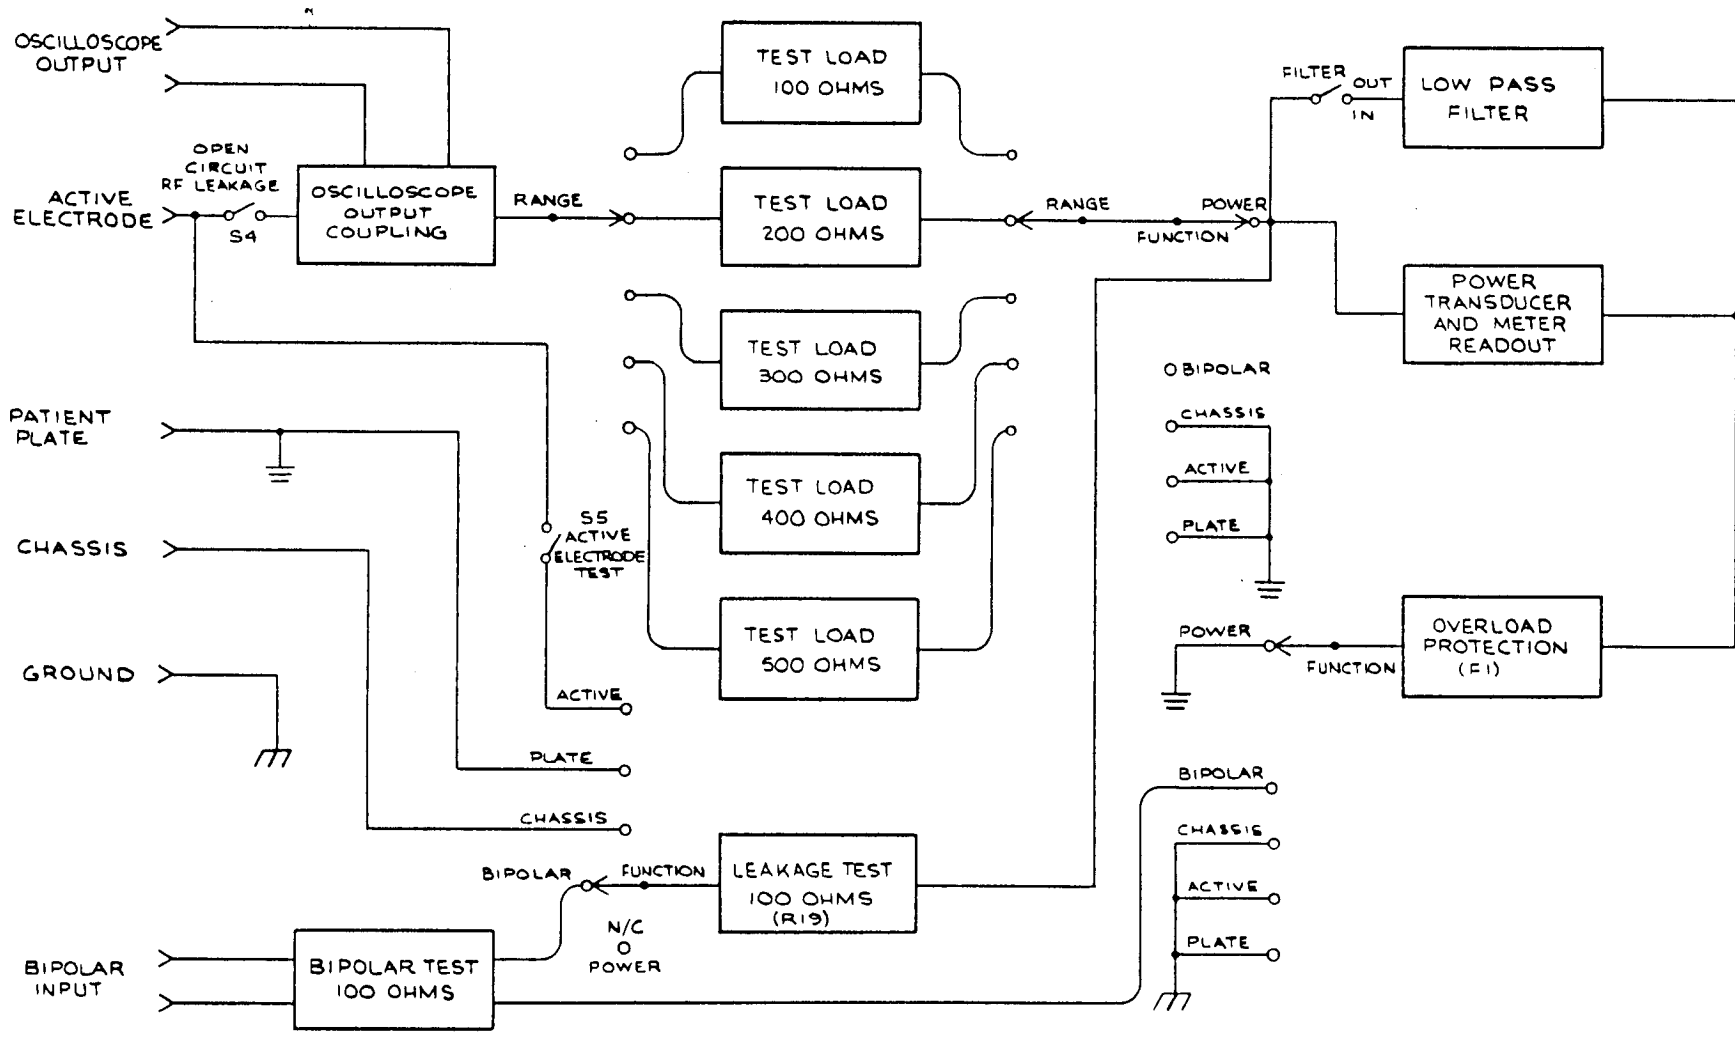 OSCILLOSCOPE
OUTPUT
OPEN
CIRCUIT
RF LEAKAGE
ACTIVE
ELECTRODE
S4
OSCILLOSCOPE
OUTPUT
COUPLING
RANGE
TEST LOAD
100 OHMS
TEST LOAD
200 OHMS
TEST LOAD
300 OHMS
TEST LOAD
400 OHMS
TEST LOAD
500 OHMS
RANGE
FUNCTION
POWER
FILTER
OUT
IN
LOW PASS
FILTER
POWER
TRANSDUCER
AND METER
READOUT
BIPOLAR
CHASSIS
ACTIVE
PLATE
POWER
FUNCTION
OVERLOAD
PROTECTION
(F1)
PATIENT
PLATE
CHASSIS
GROUND
S5
ACTIVE
ELECTRODE
TEST
ACTIVE
PLATE
CHASSIS
BIPOLAR
FUNCTION
N/C
POWER
LEAKAGE TEST
100 OHMS
(R19)
BIPOLAR
CHASSIS
ACTIVE
PLATE
BIPOLAR
INPUT
BIPOLAR TEST
100 OHMS